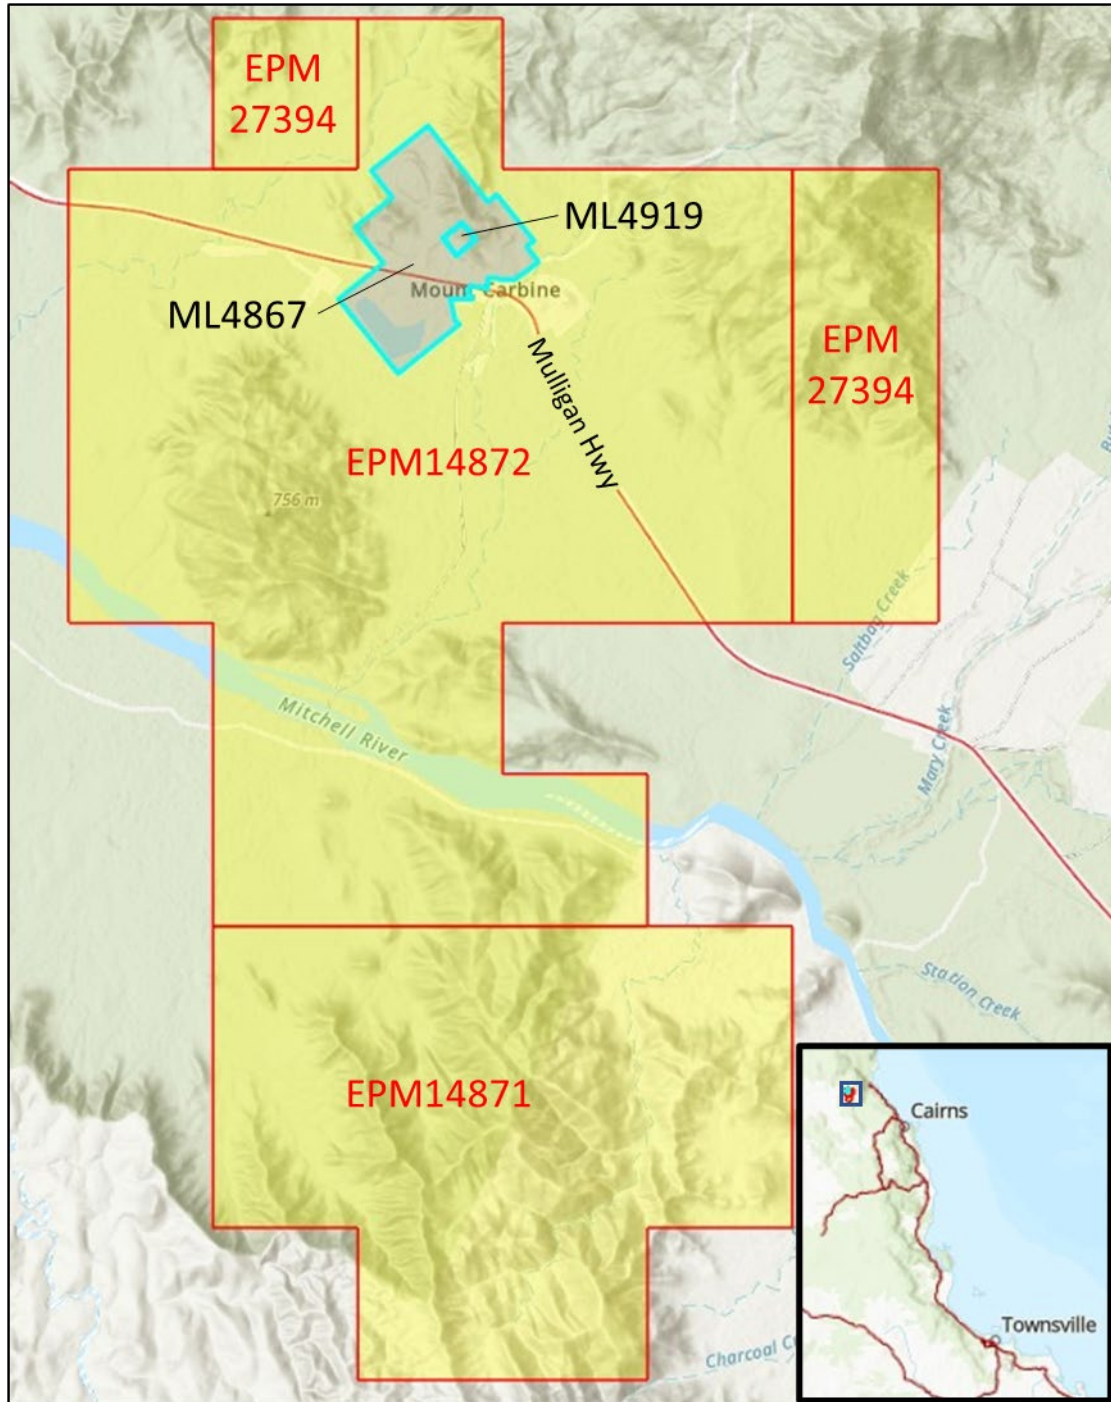 EPM
27394
ML4919
Mount Carbine
ML4867
EPM
27394
Mulligan Hwy
EPM14872
756 m
Saltbag Creek
Mary Creek
Mitchell River
Station Creek
EPM14871
Cairns
Townsville
Charcoal